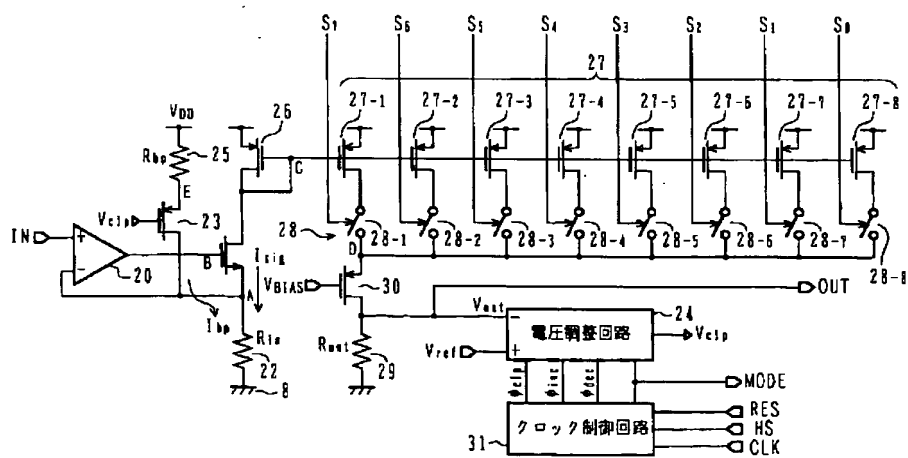 S7 S6 S5 S4 S3 S2 S1 S0
27
27-1 27-2 27-3 27-4 27-5 27-6 27-7 27-8
VDD
26
Rbp
25
C
E
Vclp
23
28
28-1 28-2 28-3 28-4 28-5 28-6 28-7
28-8
IN
+
-
20
B
Isig
D
A
VBIAS
30
OUT
Ibp
Vout
-
24
Rin
22
電圧調整回路
Vclp
Rout
29
Vref
+
8
φclp
φinc
φdec
MODE
クロック制御回路
31
RES
HS
CLK